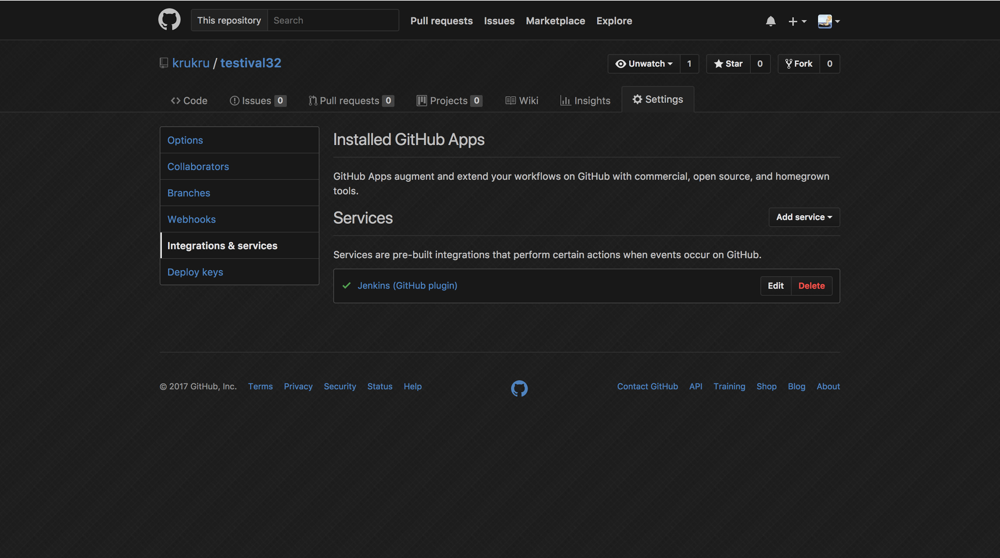 This repository Search Pull requests Issues Marketplace Explore
krukru / testival32 Unwatch 1 Star 0 Fork 0
Code Issues 0 Pull requests 0 Projects 0 Wiki Insights Settings
Options
Collaborators
Branches
Webhooks
Integrations & services
Deploy keys
Installed GitHub Apps
GitHub Apps augment and extend your workflows on GitHub with commercial, open source, and homegrown
tools.
Services Add service
Services are pre-built integrations that perform certain actions when events occur on GitHub.
Jenkins (GitHub plugin) Edit Delete
© 2017 GitHub, Inc. Terms Privacy Security Status Help Contact GitHub API Training Shop Blog About